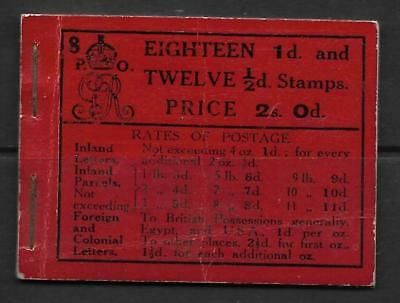 8
P. O.
EIGHTEEN 1d. and
TWELVE ½d. Stamps.
PRICE 2s. 0d.
RATES OF POSTAGE.
Inland Letters. Not exceeding 4 oz. 1d.; for every
additional 2 oz. ½d.
Inland Parcels. Not exceeding
1 lb. 3d. 5 lb. 6d. 9 lb. 9d.
2 „ 4d. 7 „ 7d. 10 „ 10d.
3 „ 5d. 8 „ 8d. 11 „ 11d.
Foreign and Colonial Letters. To British Possessions generally,
Egypt, and U.S.A., 1d. per oz.
To other places, 2½d. for first oz.,
1½d. for each additional oz.